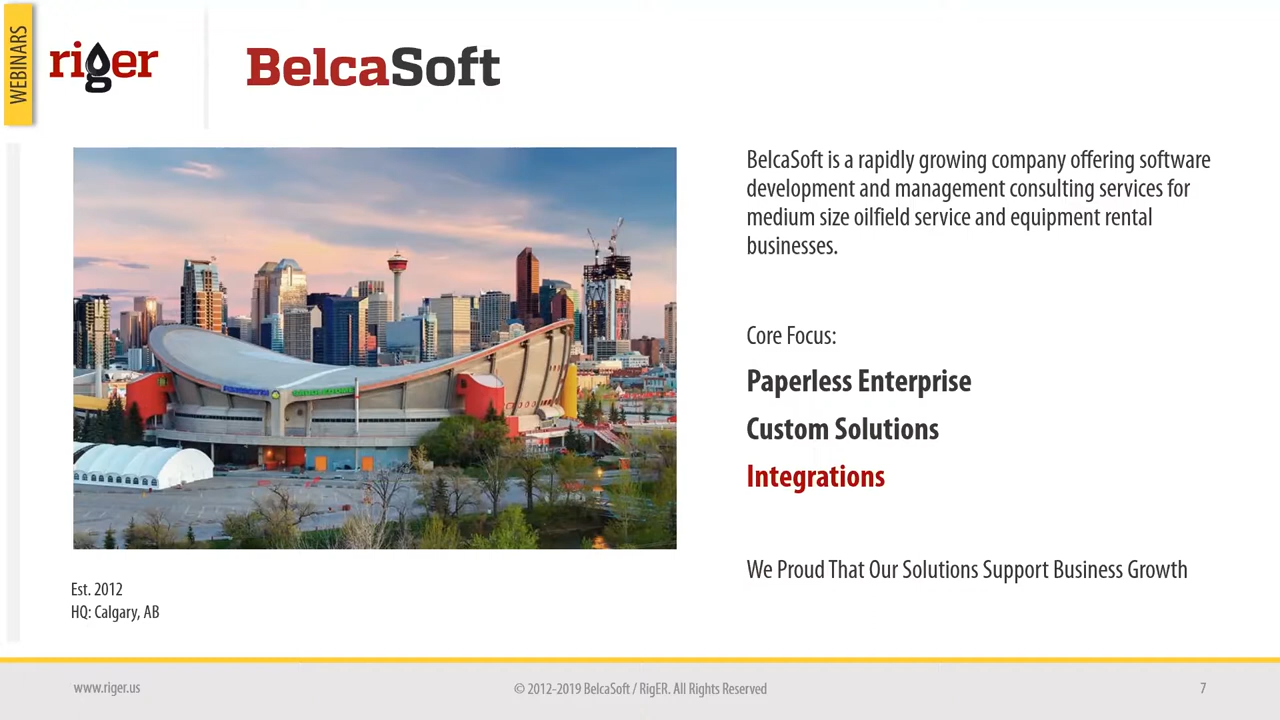 WEBINARS
riger
BelcaSoft
BelcaSoft is a rapidly growing company offering software
development and management consulting services for
medium size oilfield service and equipment rental
businesses.
Core Focus:
Paperless Enterprise
Custom Solutions
Integrations
We Proud That Our Solutions Support Business Growth
Est. 2012
HQ: Calgary, AB
www.riger.us
© 2012-2019 BelcaSoft / RigER. All Rights Reserved
7